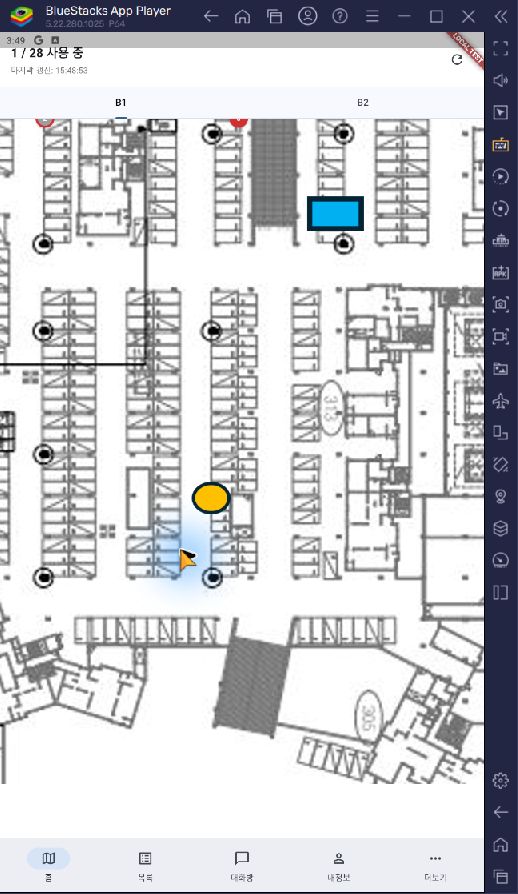 BlueStacks App Player
5.22.280.1025 P64
3:49
1 / 28 사용 중
마지막 갱신: 15:48:53
B1
B2
313
305
홈
목록
대화방
내정보
더보기